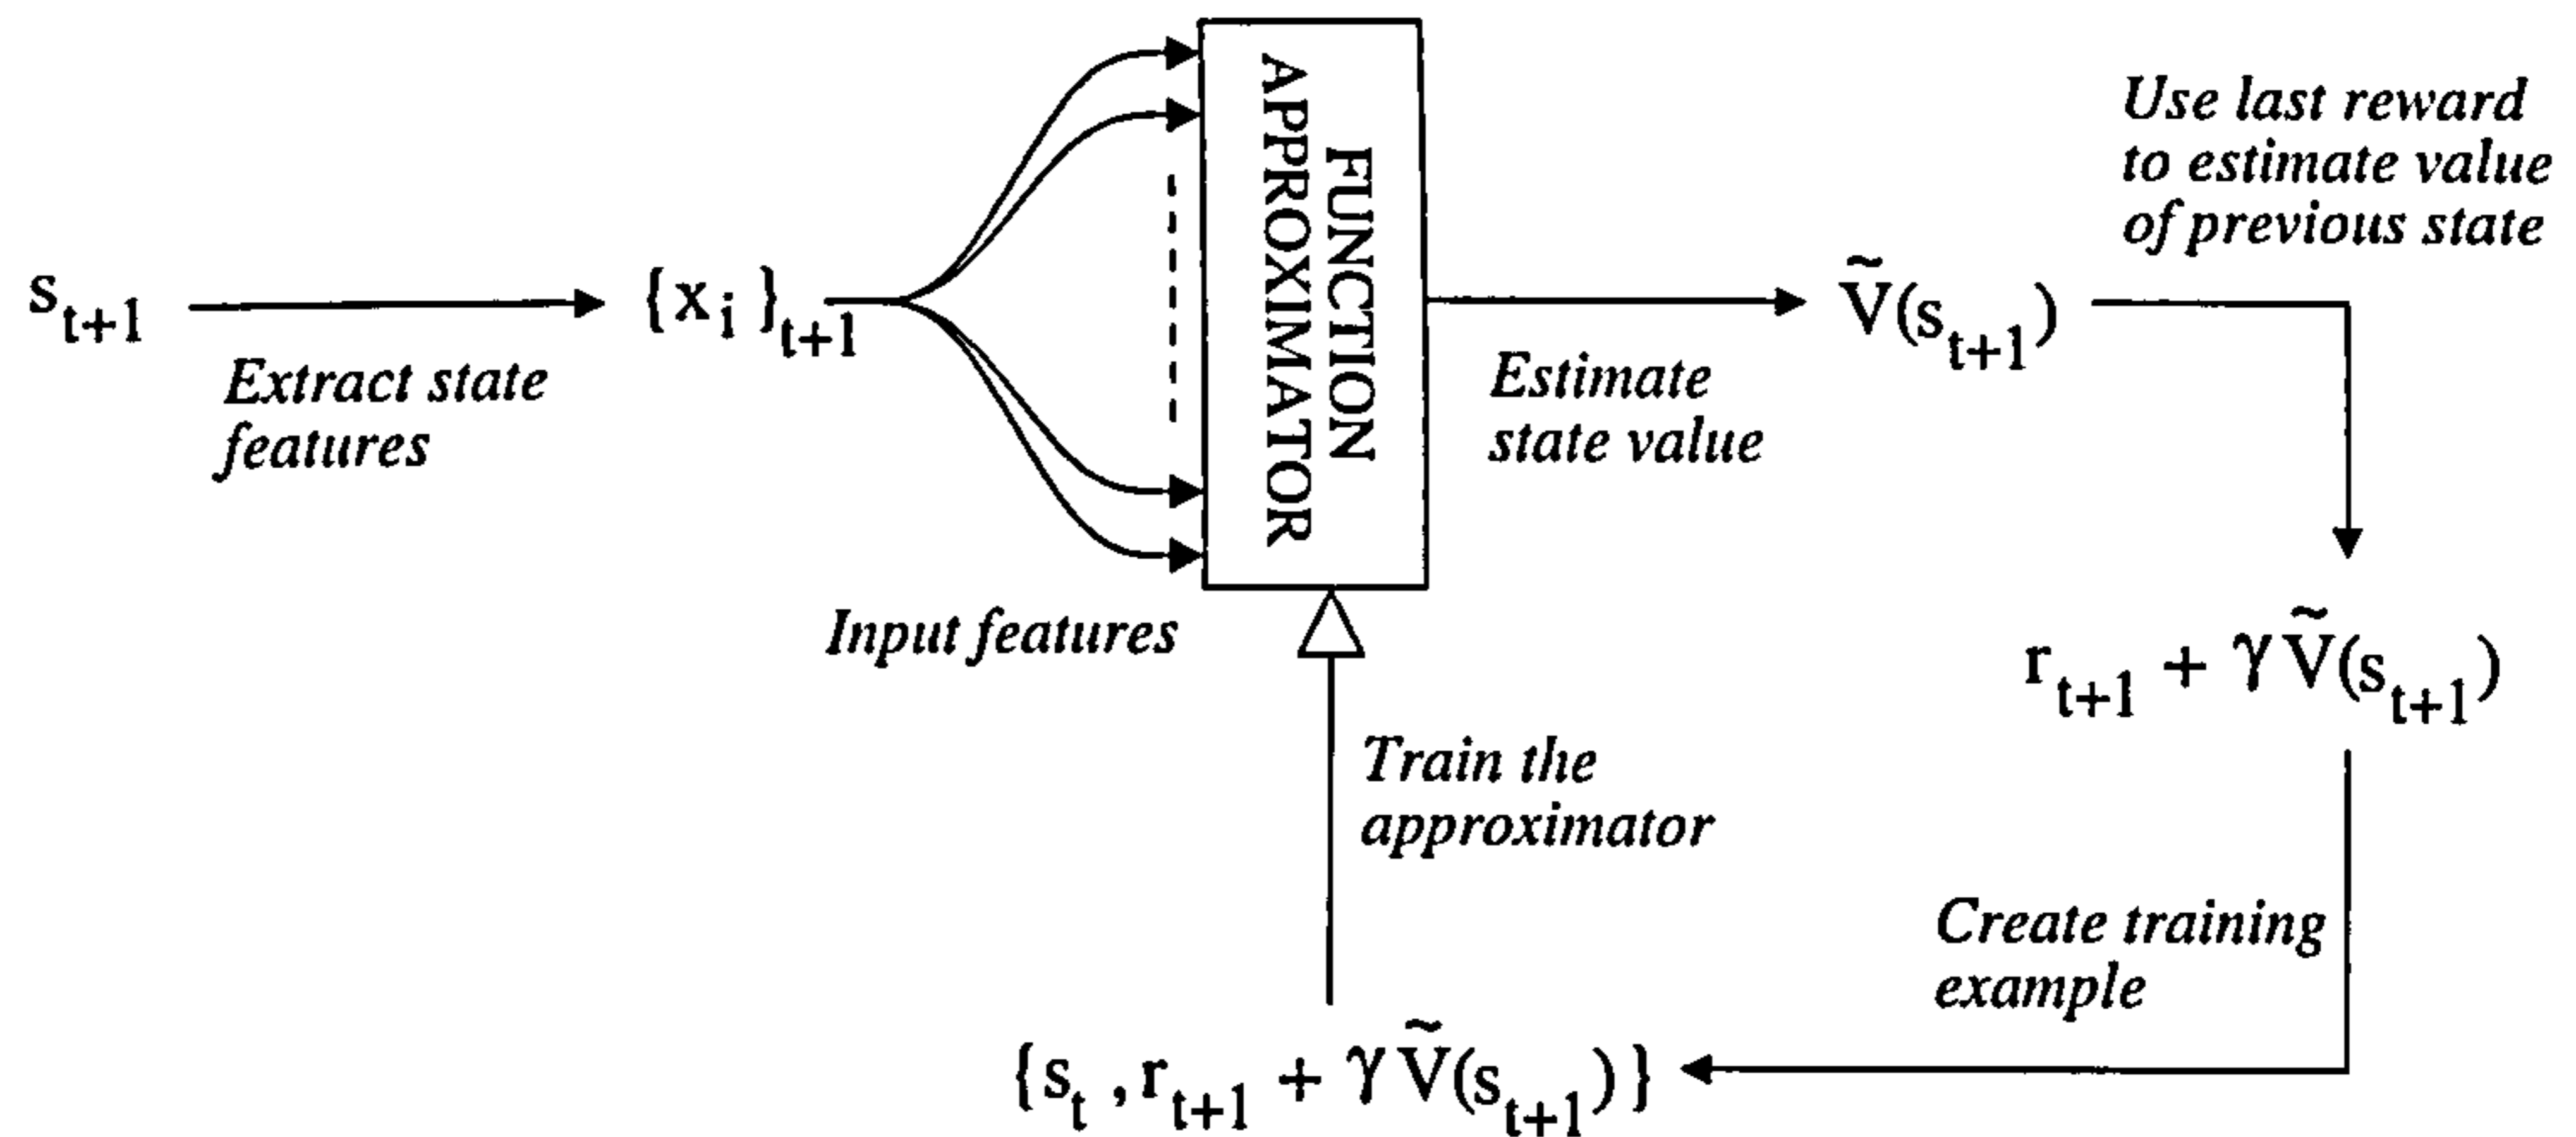 s_{t+1}
Extract state
features
{x_i}_{t+1}
Input features
FUNCTION
APPROXIMATOR
Estimate
state value
Ṽ(s_{t+1})
Use last reward
to estimate value
of previous state
r_{t+1} + γṼ(s_{t+1})
Create training
example
{s_t , r_{t+1} + γṼ(s_{t+1})}
Train the
approximator